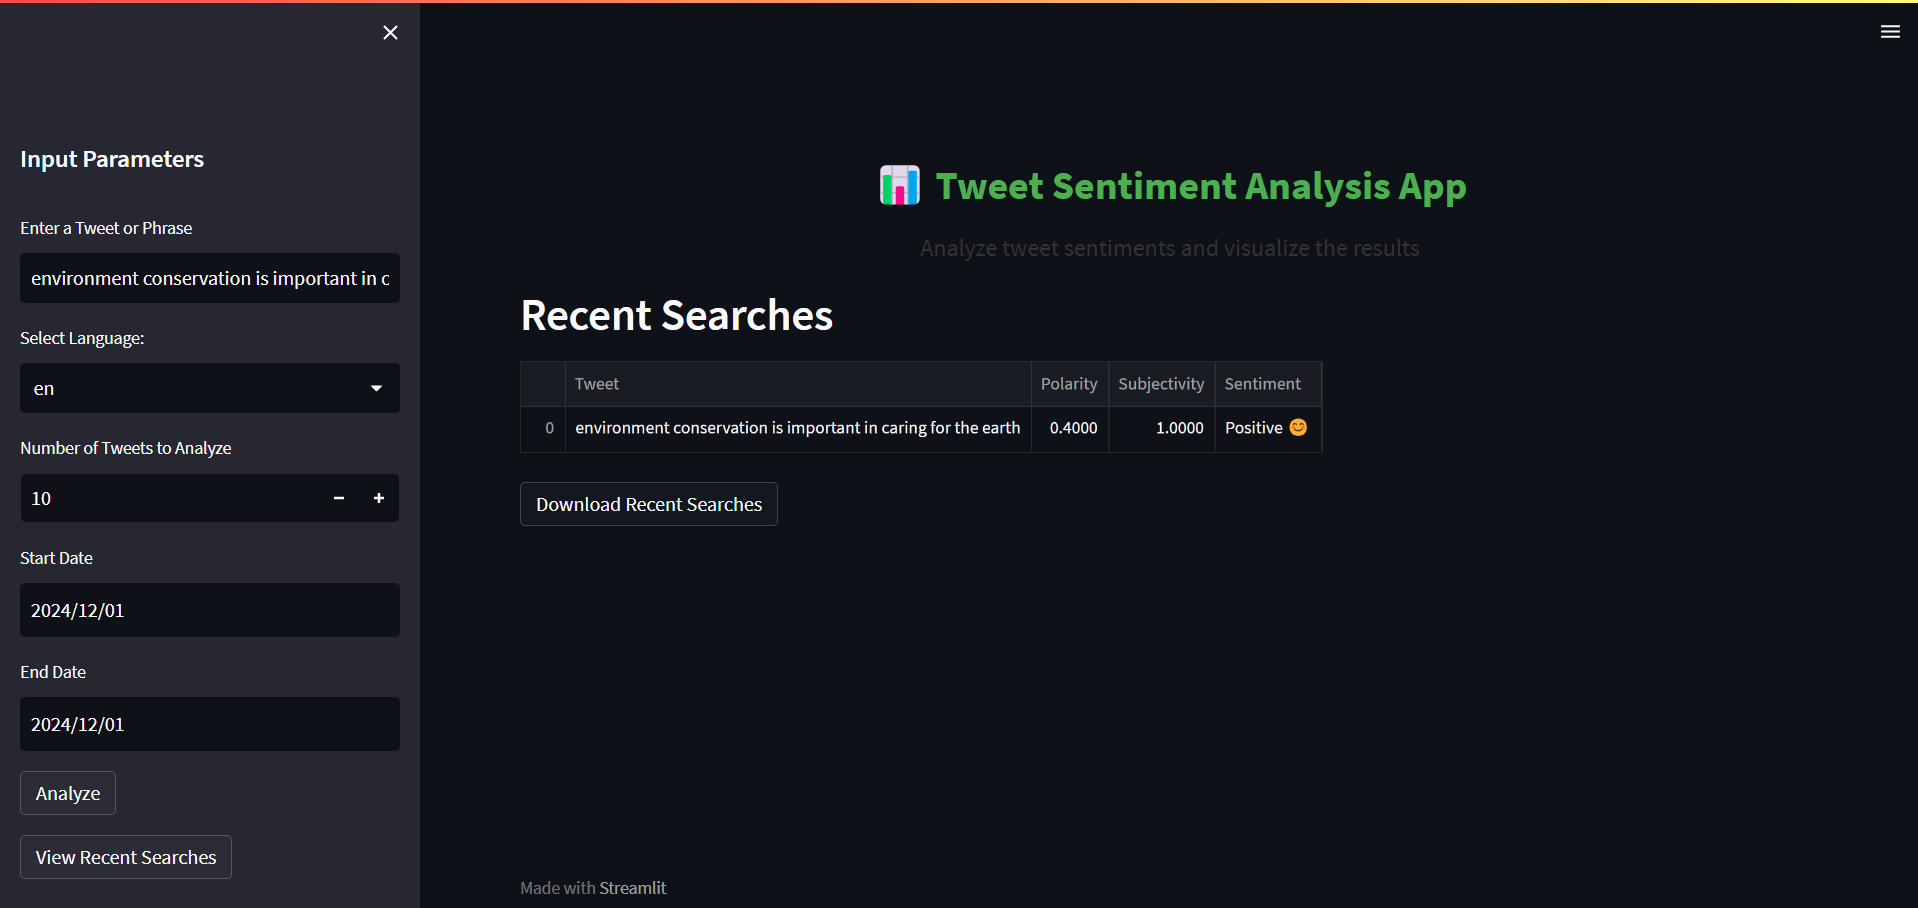 Input Parameters
Enter a Tweet or Phrase
environment conservation is important in c
Select Language:
en
Number of Tweets to Analyze
10
Start Date
2024/12/01
End Date
2024/12/01
Analyze
View Recent Searches
Tweet Sentiment Analysis App
Analyze tweet sentiments and visualize the results
Recent Searches
Tweet Polarity Subjectivity Sentiment
0 environment conservation is important in caring for the earth 0.4000 1.0000 Positive 😊
Download Recent Searches
Made with Streamlit